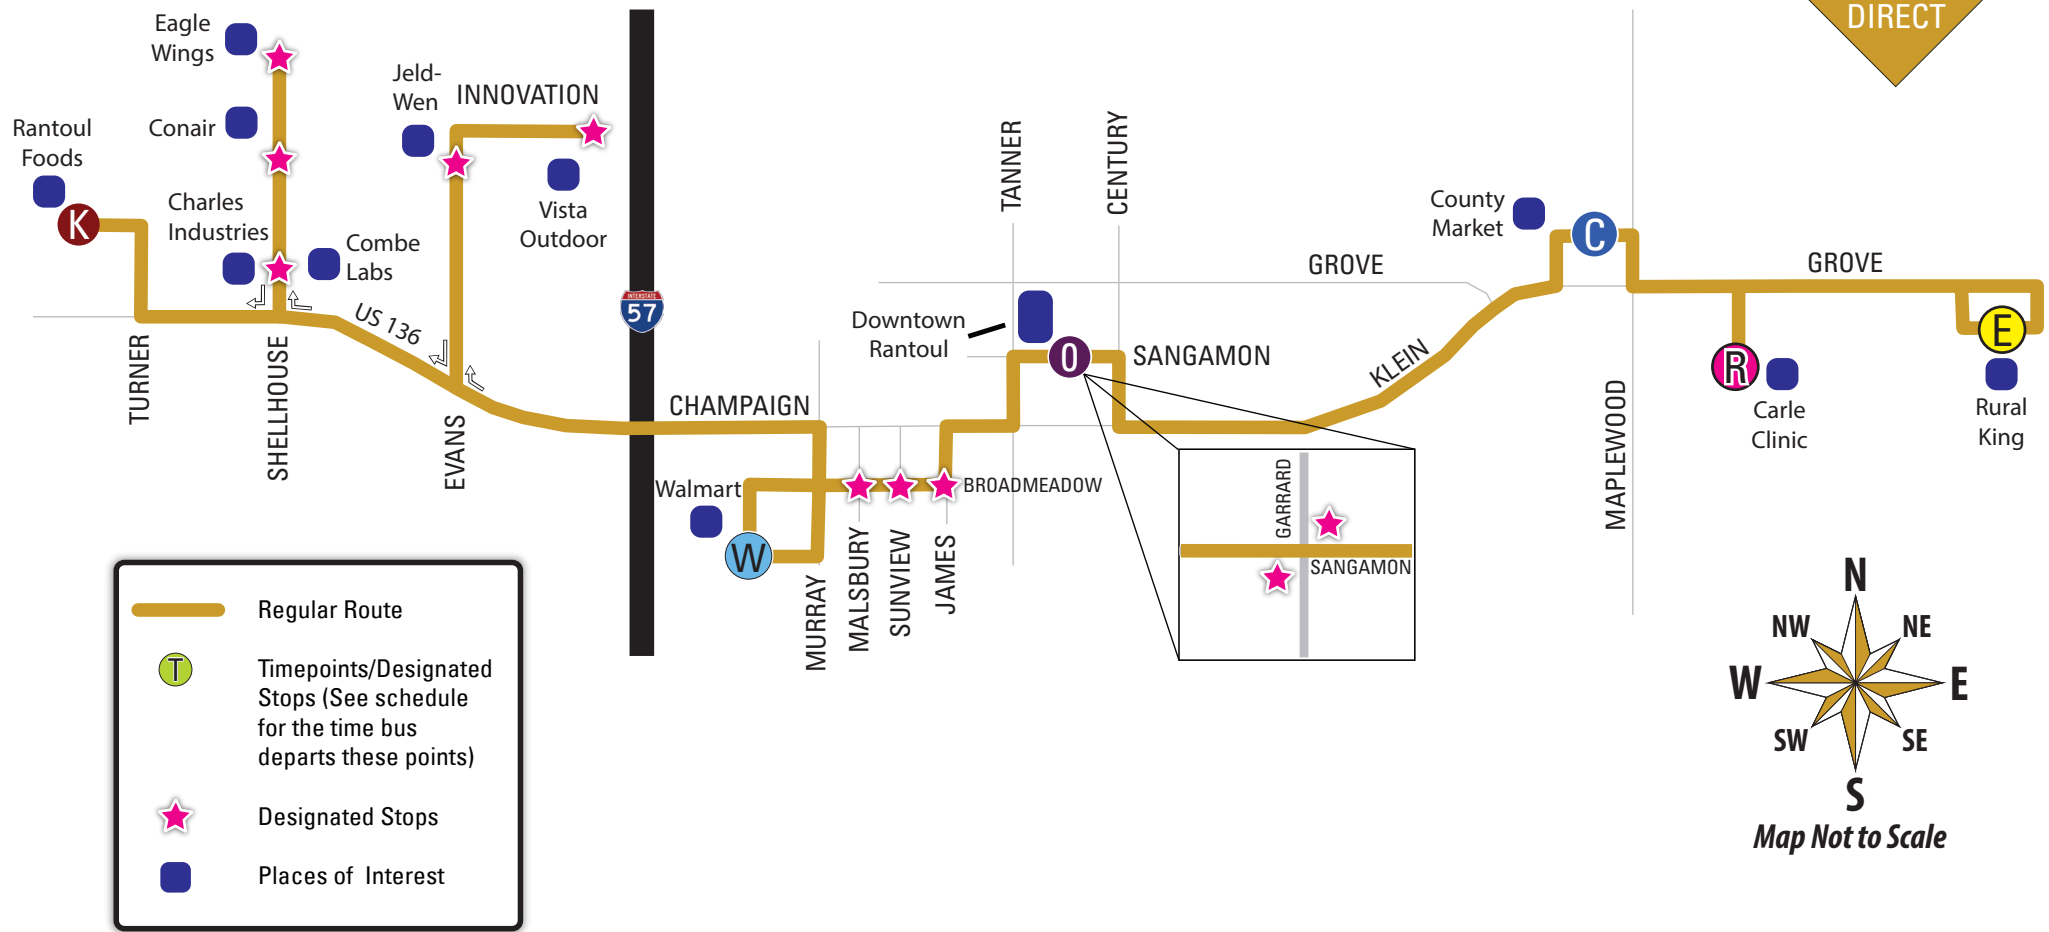 DIRECT
Eagle
Wings
Conair
Rantoul
Foods
K
Charles
Industries
Combe
Labs
Jeld-
Wen
INNOVATION
Vista
Outdoor
INTERSTATE
57
US 136
TURNER
SHELLHOUSE
EVANS
CHAMPAIGN
Walmart
W
MURRAY
MALSBURY
SUNVIEW
JAMES
BROADMEADOW
TANNER
CENTURY
Downtown
Rantoul
O
SANGAMON
GARRARD
SANGAMON
GROVE
KLEIN
County
Market
C
MAPLEWOOD
GROVE
R
Carle
Clinic
E
Rural
King
Regular Route
T
Timepoints/Designated
Stops (See schedule
for the time bus
departs these points)
Designated Stops
Places of Interest
N
NW
NE
W
E
SW
SE
S
Map Not to Scale